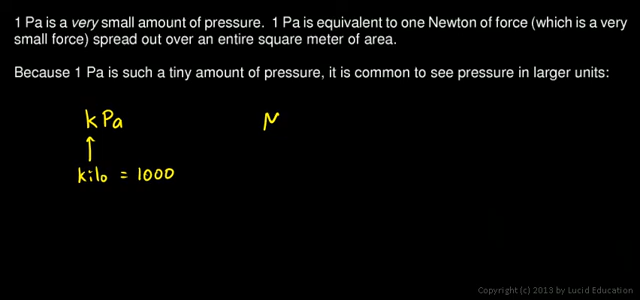 1 Pa is a very small amount of pressure. 1 Pa is equivalent to one Newton of force (which is a very
small force) spread out over an entire square meter of area.
Because 1 Pa is such a tiny amount of pressure, it is common to see pressure in larger units:
kPa
kilo = 1000
Copyright (c) 2013 by Lucid Education